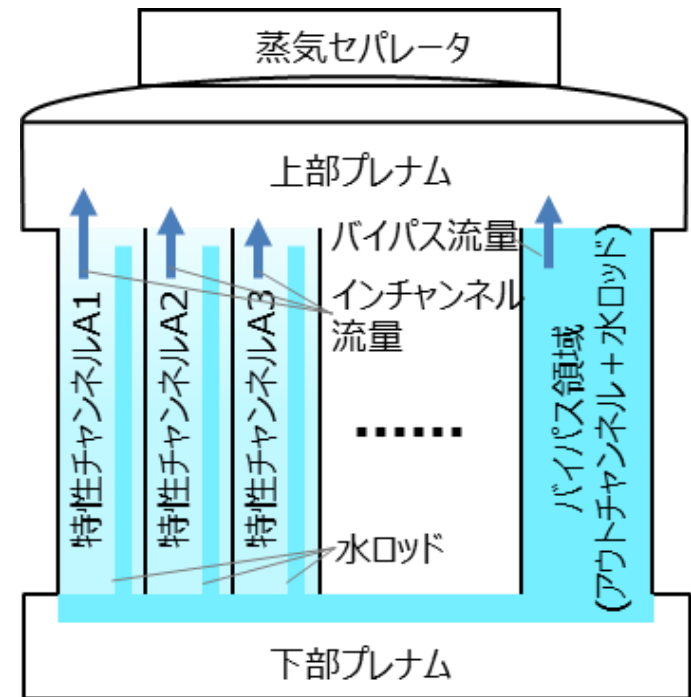 蒸気セパレータ
上部プレナム
バイパス流量
インチャンネル
流量
特性チャンネルA1
特性チャンネルA2
特性チャンネルA3
……
バイパス領域
(アウトチャンネル+水ロッド)
水ロッド
下部プレナム